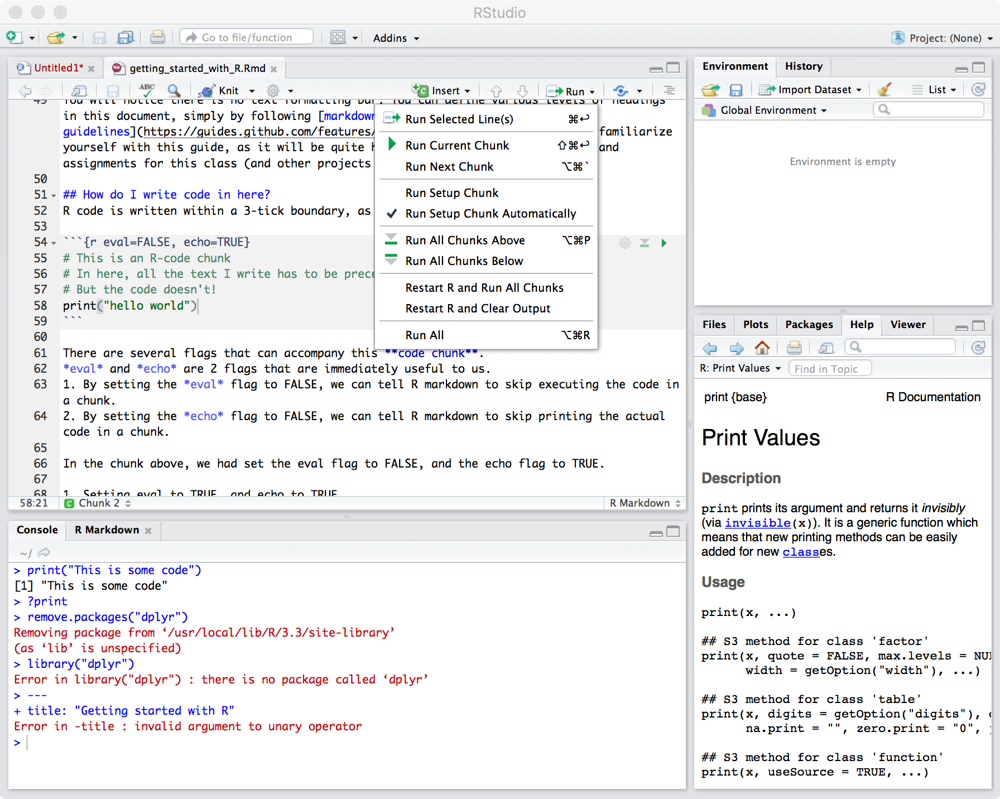 RStudio
Go to file/function
Addins
Project: (None)
Untitled1*
getting_started_with_R.Rmd
ABC
Knit
Insert
Run
49 You will notice there is no text formatting bar. You can define various levels of headings
in this document, simply by following [markdown
guidelines](https://guides.github.com/features/ familiarize
yourself with this guide, as it will be quite and
assignments for this class (and other projects
50
51 ## How do I write code in here?
52 R code is written within a 3-tick boundary, as
53
54 ```{r eval=FALSE, echo=TRUE}
55 # This is an R-code chunk
56 # In here, all the text I write has to be prece
57 # But the code doesn't!
58 print("hello world")
59 ```
60
61 There are several flags that can accompany this **code chunk**.
62 *eval* and *echo* are 2 flags that are immediately useful to us.
63 1. By setting the *eval* flag to FALSE, we can tell R markdown to skip executing the code in
a chunk.
64 2. By setting the *echo* flag to FALSE, we can tell R markdown to skip printing the actual
code in a chunk.
65
66 In the chunk above, we had set the eval flag to FALSE, and the echo flag to TRUE.
67
68 1. Setting eval to TRUE, and echo to TRUE
58:21
C Chunk 2
R Markdown
Run Selected Line(s) ⌘↩
Run Current Chunk ⇧⌘↩
Run Next Chunk ⌥⌘`
Run Setup Chunk
✓ Run Setup Chunk Automatically
Run All Chunks Above ⌥⌘P
Run All Chunks Below
Restart R and Run All Chunks
Restart R and Clear Output
Run All ⌥⌘R
Console
R Markdown
~/
> print("This is some code")
[1] "This is some code"
> ?print
> remove.packages("dplyr")
Removing package from ‘/usr/local/lib/R/3.3/site-library’
(as ‘lib’ is unspecified)
> library("dplyr")
Error in library("dplyr") : there is no package called ‘dplyr’
> ---
+ title: "Getting started with R"
Error in -title : invalid argument to unary operator
>
Environment
History
Import Dataset
List
Global Environment
Environment is empty
Files
Plots
Packages
Help
Viewer
R: Print Values
Find in Topic
print {base}
R Documentation
Print Values
Description
print prints its argument and returns it invisibly
(via invisible(x)). It is a generic function which
means that new printing methods can be easily
added for new classes.
Usage
print(x, ...)
## S3 method for class 'factor'
print(x, quote = FALSE, max.levels = NUL
width = getOption("width"), ...)
## S3 method for class 'table'
print(x, digits = getOption("digits"),
na.print = "", zero.print = "0",
## S3 method for class 'function'
print(x, useSource = TRUE, ...)